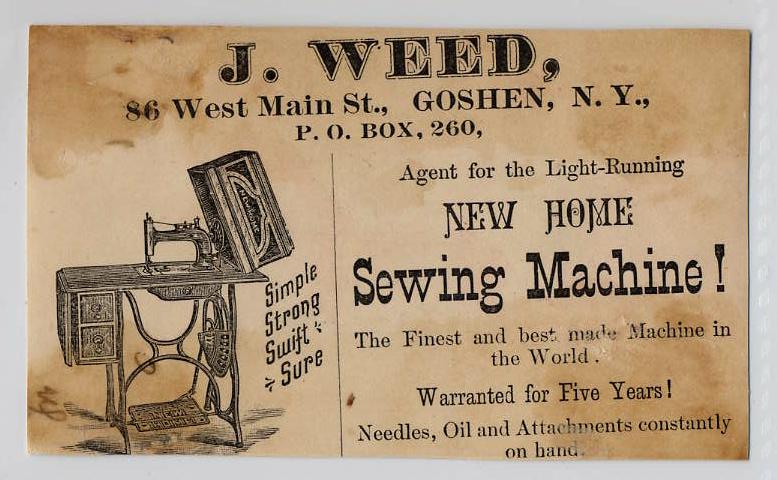 J. WEED,
86 West Main St., GOSHEN, N. Y.,
P. O. BOX, 260,
Simple
Strong
Swift &
Sure
NEW
HOME
Agent for the Light-Running
NEW HOME
Sewing Machine!
The Finest and best made Machine in
the World.
Warranted for Five Years!
Needles, Oil and Attachments constantly
on hand.